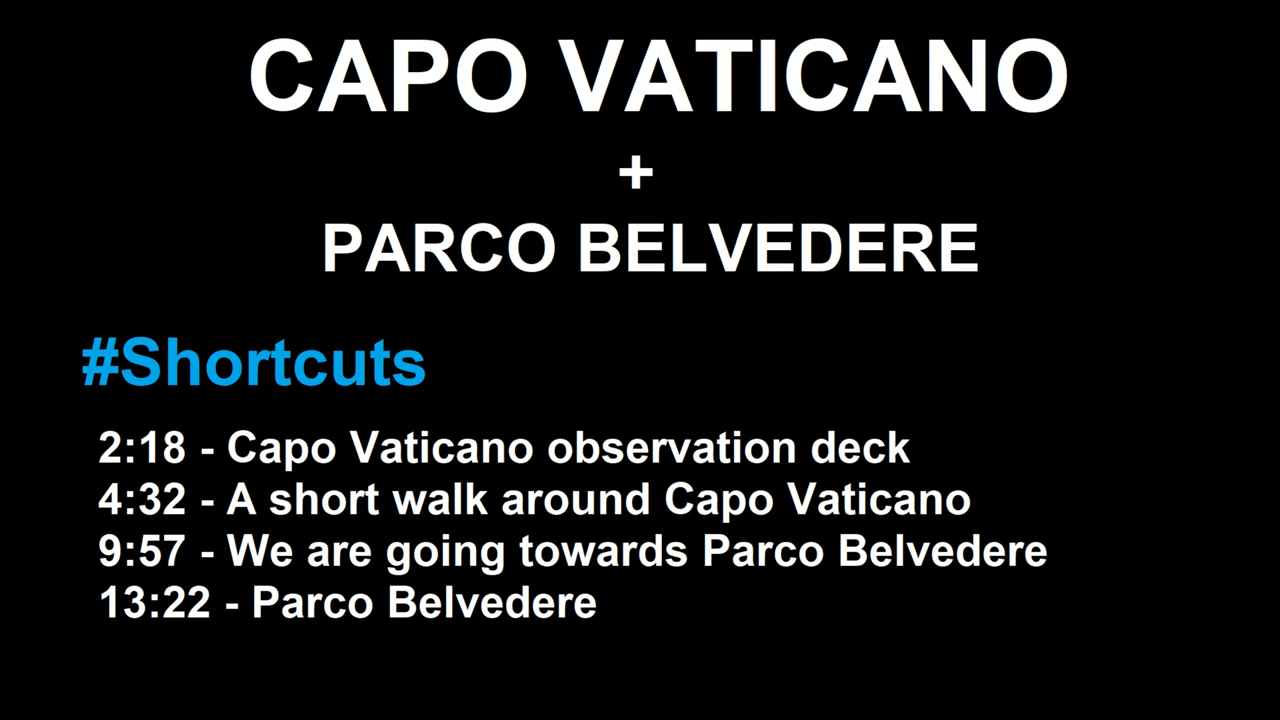 CAPO VATICANO
+
PARCO BELVEDERE
#Shortcuts
2:18 - Capo Vaticano observation deck
4:32 - A short walk around Capo Vaticano
9:57 - We are going towards Parco Belvedere
13:22 - Parco Belvedere